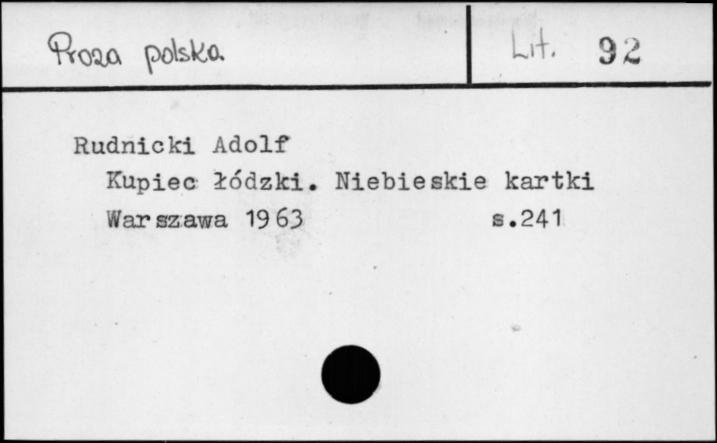 Proza polska.
Lit. 92
Rudnicki Adolf
Kupiec łódzki. Niebieskie kartki
Warszawa 1963 s.241